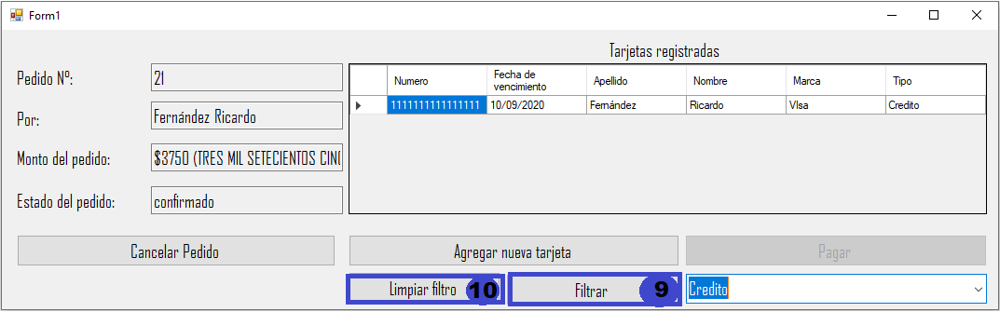 Form1
Tarjetas registradas
Pedido Nº: 21
Numero Fecha de vencimiento Apellido Nombre Marca Tipo
1111111111111111 10/09/2020 Fernández Ricardo VIsa Credito
Por: Fernández Ricardo
Monto del pedido: $3750 (TRES MIL SETECIENTOS CINC
Estado del pedido: confirmado
Cancelar Pedido Agregar nueva tarjeta Pagar
Limpiar filtro 10 Filtrar 9 Credito